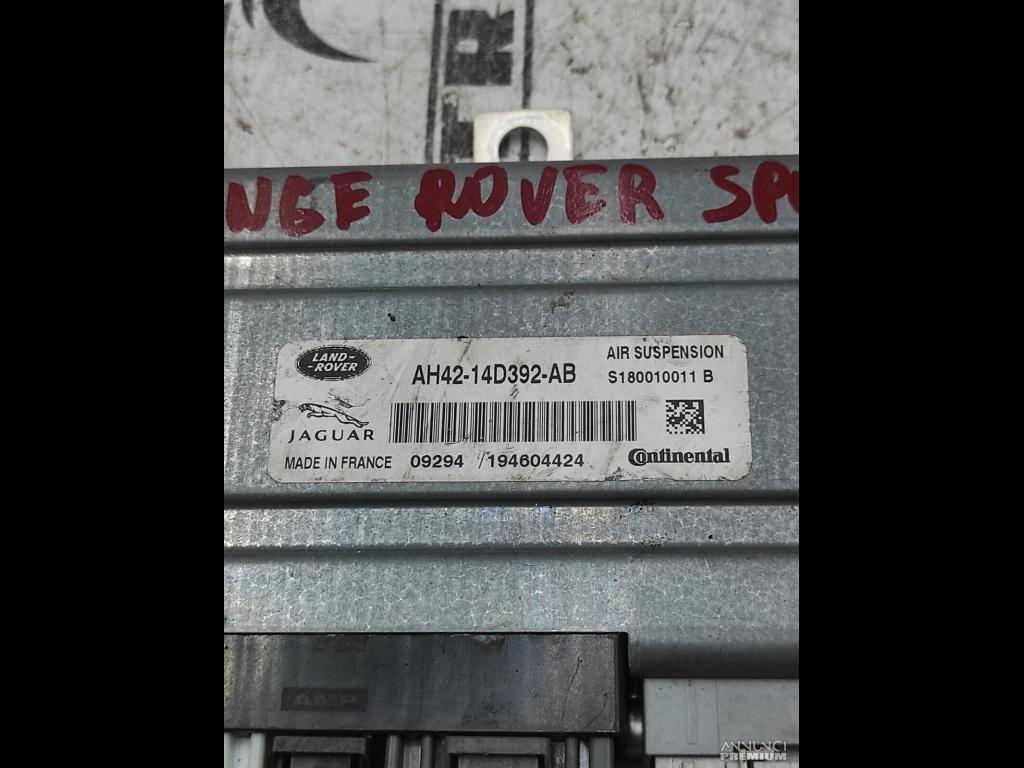 NGE ROVER SPO
LAND-
-ROVER
JAGUAR
AH42-14D392-AB
AIR SUSPENSION
S180010011 B
MADE IN FRANCE 09294 /194604424 Continental
AMP
ANNUNCI
PREMIUM